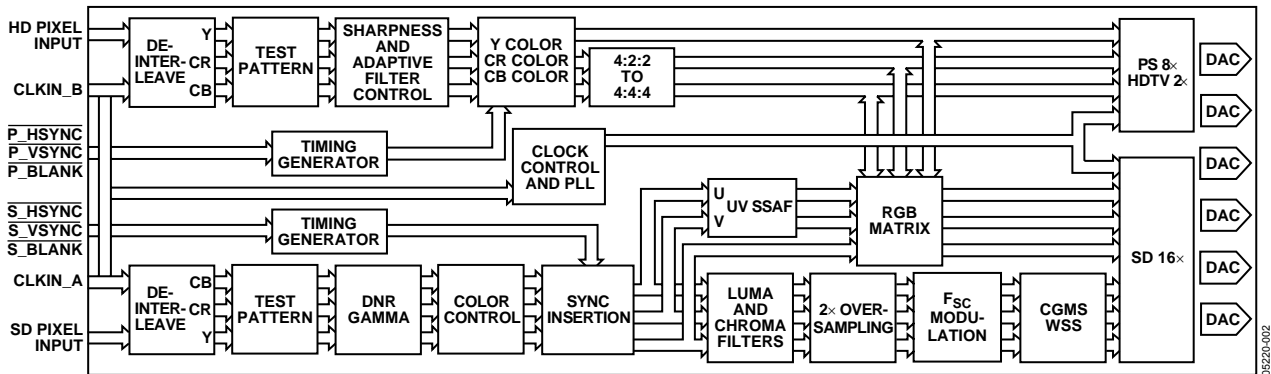 HD PIXEL
INPUT
CLKIN_B
P_HSYNC
P_VSYNC
P_BLANK
S_HSYNC
S_VSYNC
S_BLANK
CLKIN_A
SD PIXEL
INPUT
DE-
INTER-
LEAVE
Y
CR
CB
TEST
PATTERN
SHARPNESS
AND
ADAPTIVE
FILTER
CONTROL
Y COLOR
CR COLOR
CB COLOR
4:2:2
TO
4:4:4
PS 8×
HDTV 2×
TIMING
GENERATOR
CLOCK
CONTROL
AND PLL
TIMING
GENERATOR
U
V
UV SSAF
RGB
MATRIX
SD 16×
DE-
INTER-
LEAVE
CB
CR
Y
TEST
PATTERN
DNR
GAMMA
COLOR
CONTROL
SYNC
INSERTION
LUMA
AND
CHROMA
FILTERS
2× OVER-
SAMPLING
FSC
MODU-
LATION
CGMS
WSS
DAC
DAC
DAC
DAC
DAC
DAC
05220-002